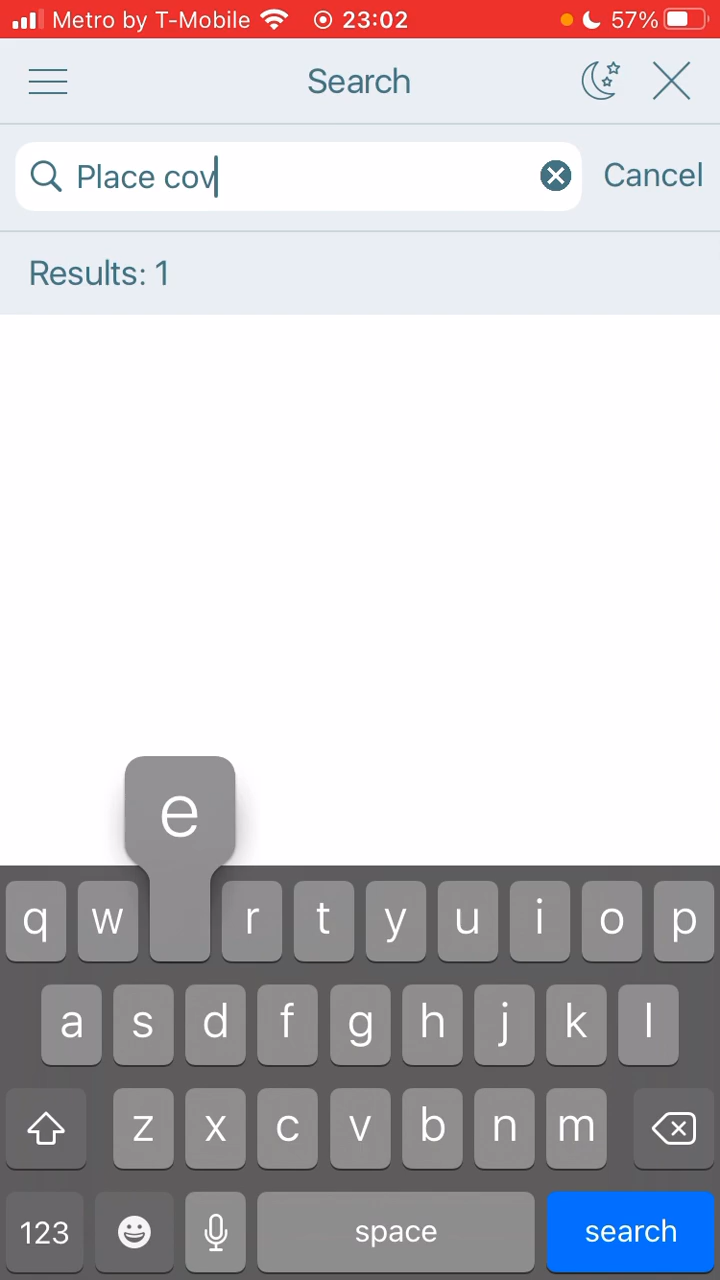 Metro by T-Mobile 23:02 57%
Search
Place cov Cancel
Results: 1
e
q w r t y u i o p
a s d f g h j k l
z x c v b n m
123 space search